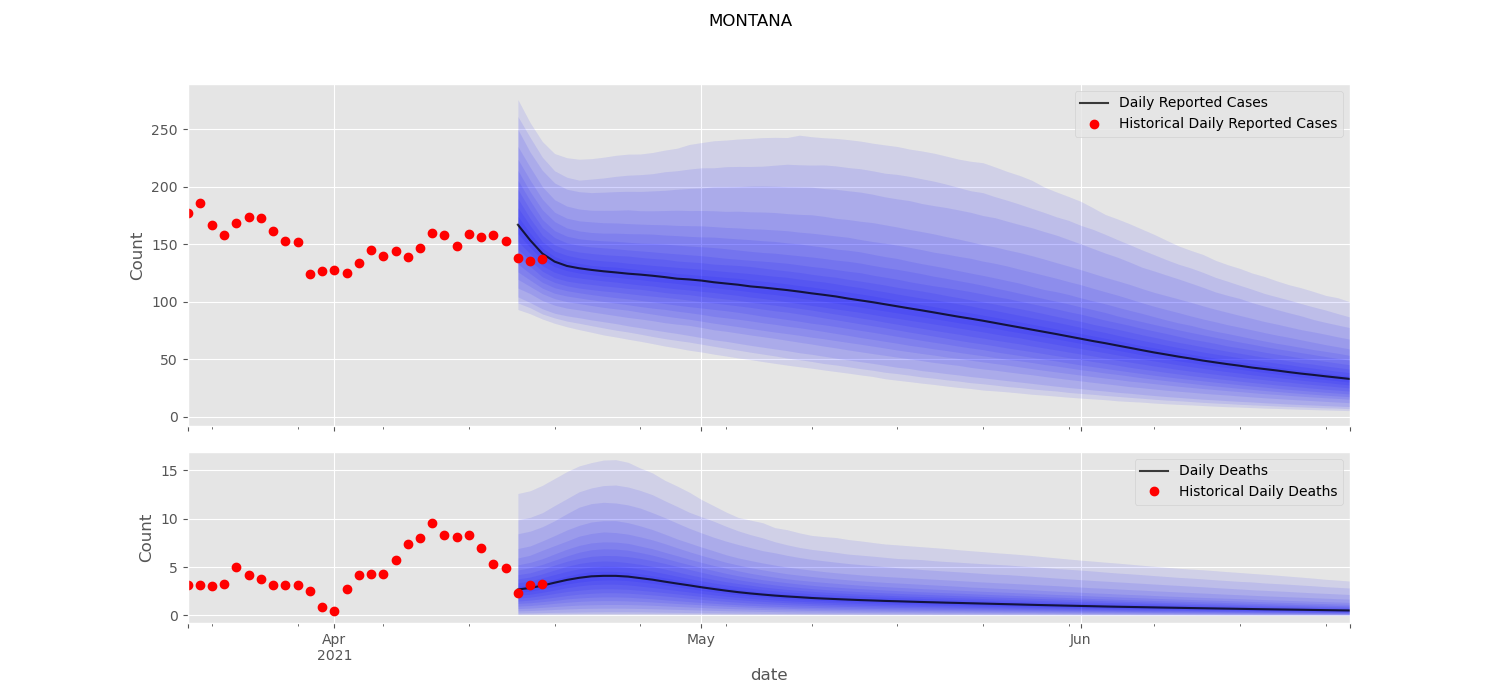 MONTANA
Daily Reported Cases
Historical Daily Reported Cases
250
200
150
100
50
0
Count
Daily Deaths
Historical Daily Deaths
15
10
5
0
Count
Apr
2021
May
Jun
date